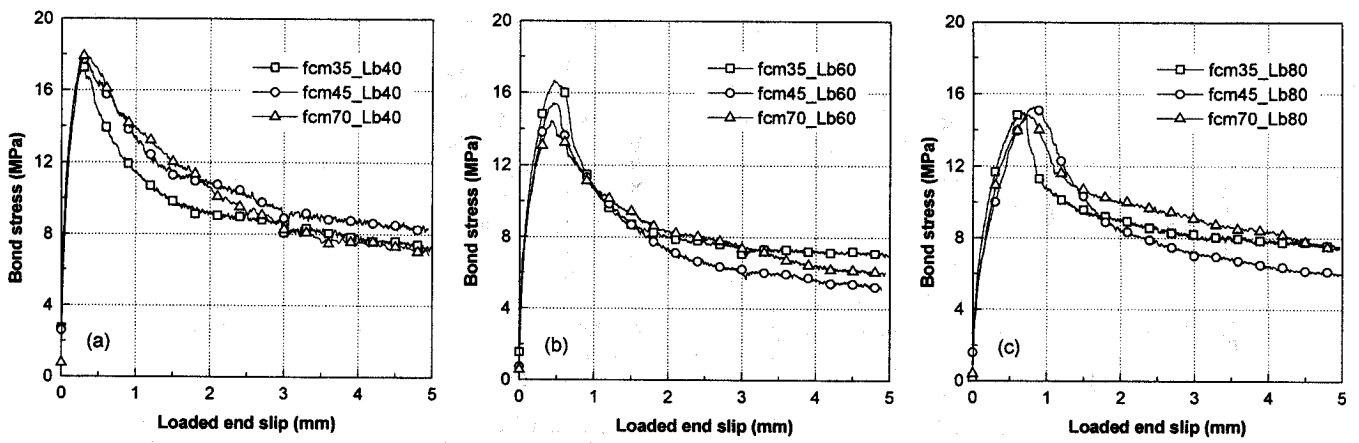 20
16
12
8
4
0
Bond stress (MPa)
fcm35_Lb40
fcm45_Lb40
fcm70_Lb40
(a)
0 1 2 3 4 5
Loaded end slip (mm)
20
16
12
8
4
0
Bond stress (MPa)
fcm35_Lb60
fcm45_Lb60
fcm70_Lb60
(b)
0 1 2 3 4 5
Loaded end slip (mm)
20
16
12
8
4
0
Bond stress (MPa)
fcm35_Lb80
fcm45_Lb80
fcm70_Lb80
(c)
0 1 2 3 4 5
Loaded end slip (mm)